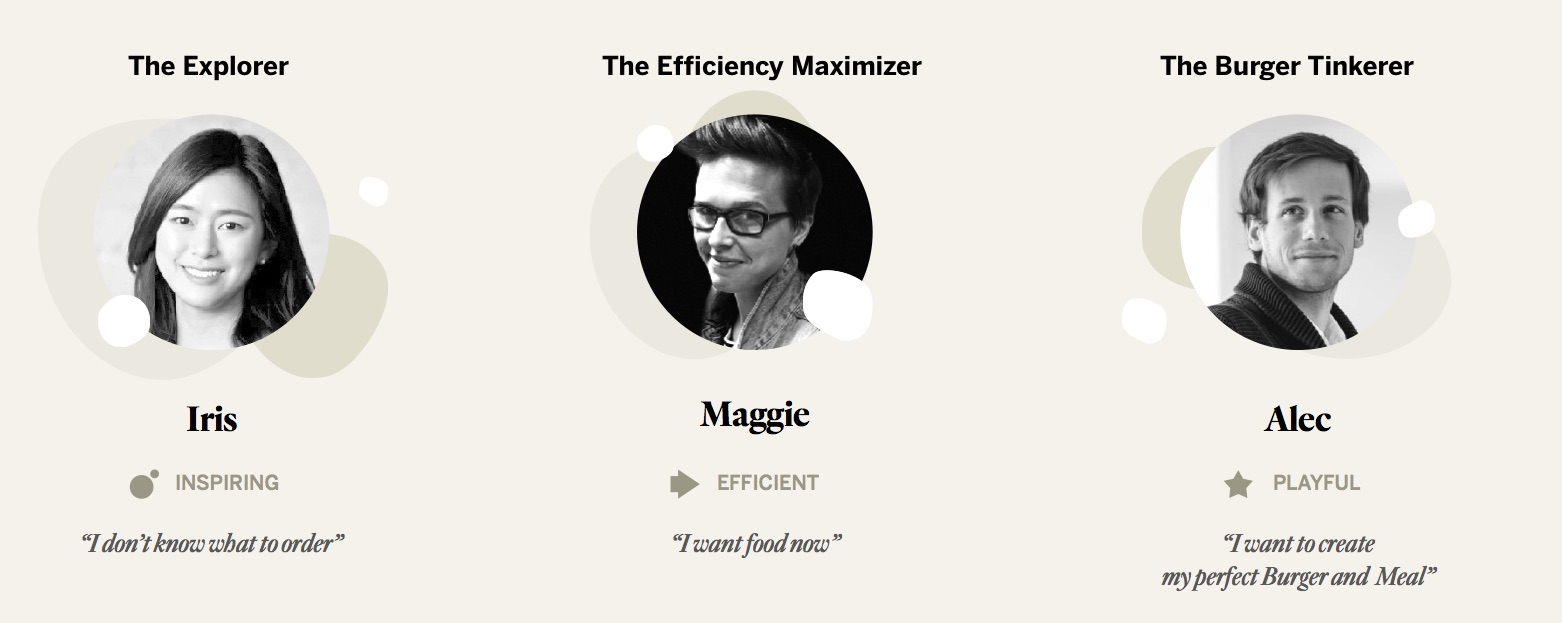 The Explorer
The Efficiency Maximizer
The Burger Tinkerer
Iris
Maggie
Alec
INSPIRING
EFFICIENT
PLAYFUL
“I don’t know what to order”
“I want food now”
“I want to create
my perfect Burger and Meal”